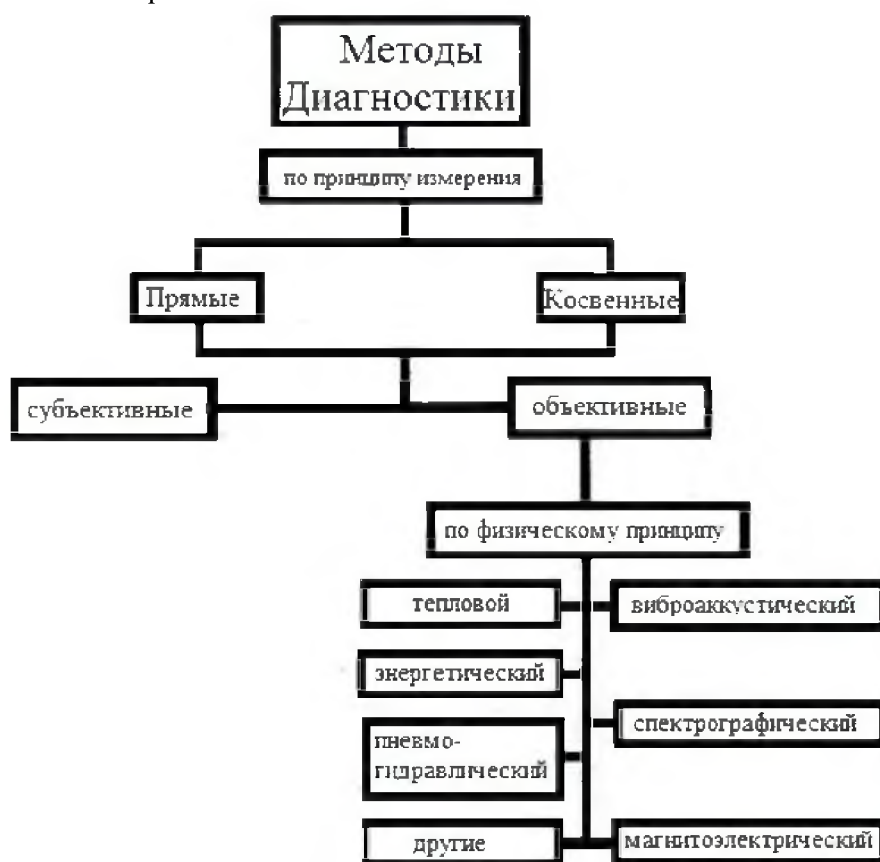 Методы
Диагностики
по принципу измерения
Прямые
Косвенные
субъективные
объективные
по физическому принципу
тепловой
виброаккустический
энергетический
спектрографический
пневмо-
гидравлический
другие
магнитоэлектрический